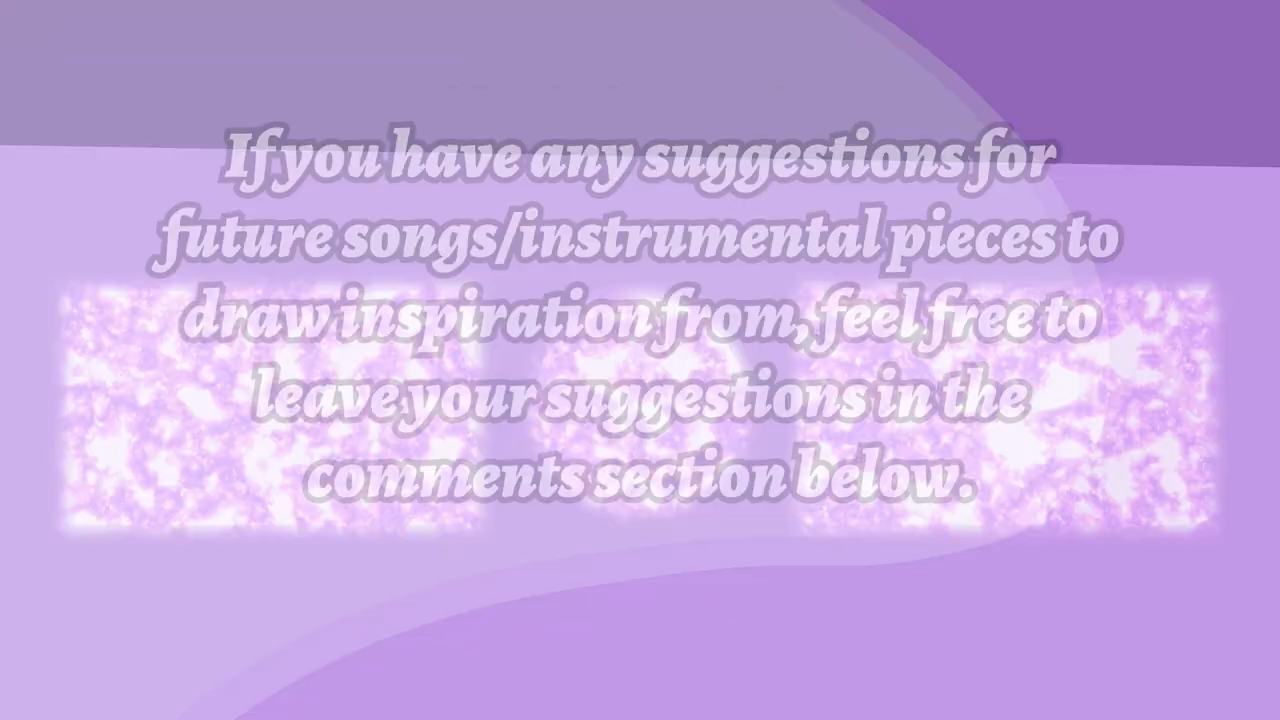 If you have any suggestions for
future songs/instrumental pieces to
draw inspiration from, feel free to
leave your suggestions in the
comments section below.